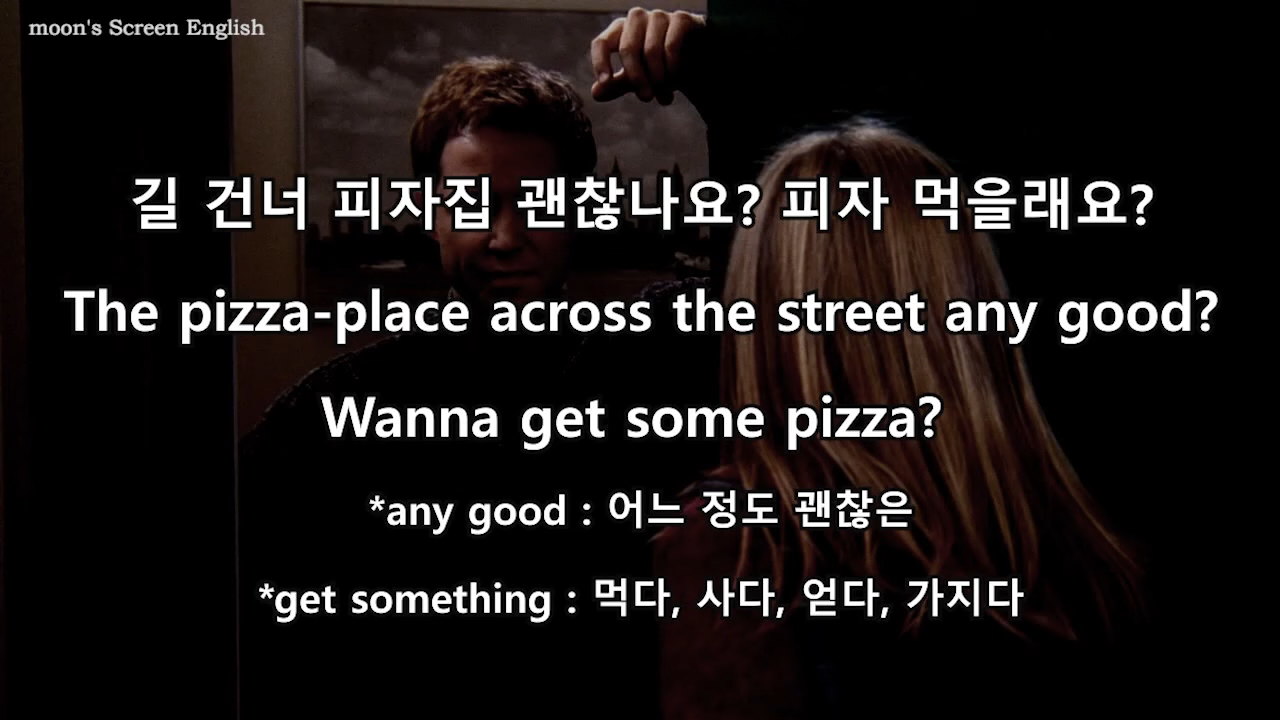 moon's Screen English
길 건너 피자집 괜찮나요? 피자 먹을래요?
The pizza-place across the street any good?
Wanna get some pizza?
*any good : 어느 정도 괜찮은
*get something : 먹다, 사다, 얻다, 가지다